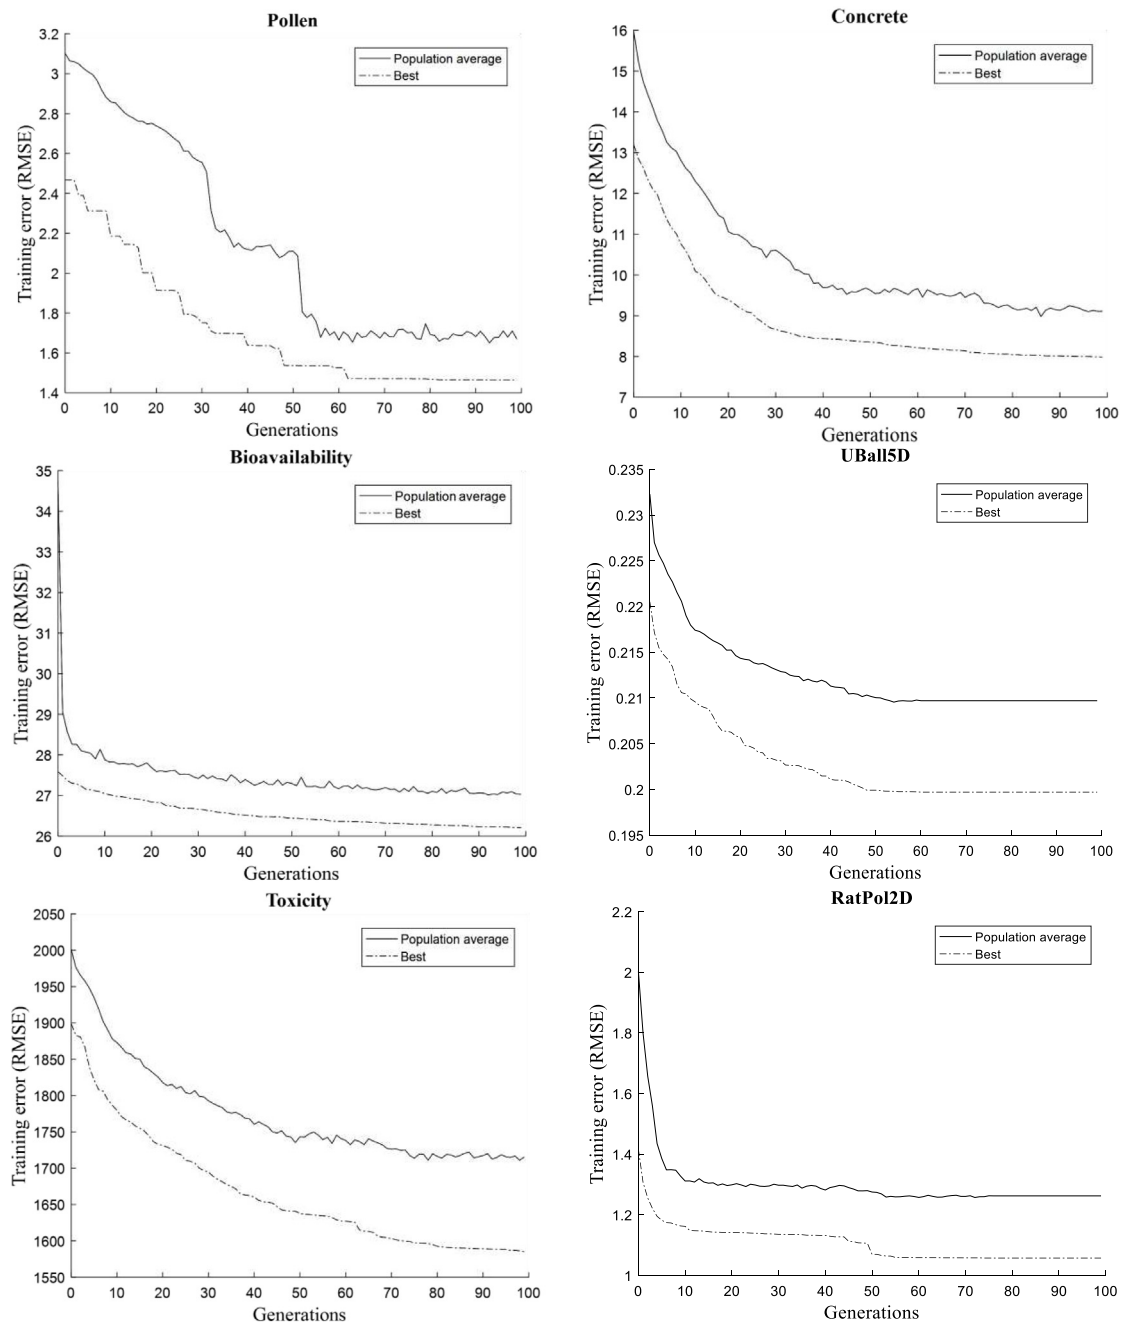 Pollen
3.2
3
2.8
2.6
2.4
2.2
2
1.8
1.6
1.4
Training error (RMSE)
Population average
Best
0 10 20 30 40 50 60 70 80 90 100
Generations
Concrete
16
15
14
13
12
11
10
9
8
7
Training error (RMSE)
Population average
Best
0 10 20 30 40 50 60 70 80 90 100
Generations
Bioavailability
35
34
33
32
31
30
29
28
27
26
Training error (RMSE)
Population average
Best
0 10 20 30 40 50 60 70 80 90 100
Generations
UBall5D
0.235
0.23
0.225
0.22
0.215
0.21
0.205
0.2
0.195
Training error (RMSE)
Population average
Best
0 10 20 30 40 50 60 70 80 90 100
Generations
Toxicity
2050
2000
1950
1900
1850
1800
1750
1700
1650
1600
1550
Training error (RMSE)
Population average
Best
0 10 20 30 40 50 60 70 80 90 100
Generations
RatPol2D
2.2
2
1.8
1.6
1.4
1.2
1
Training error (RMSE)
Population average
Best
0 10 20 30 40 50 60 70 80 90 100
Generations